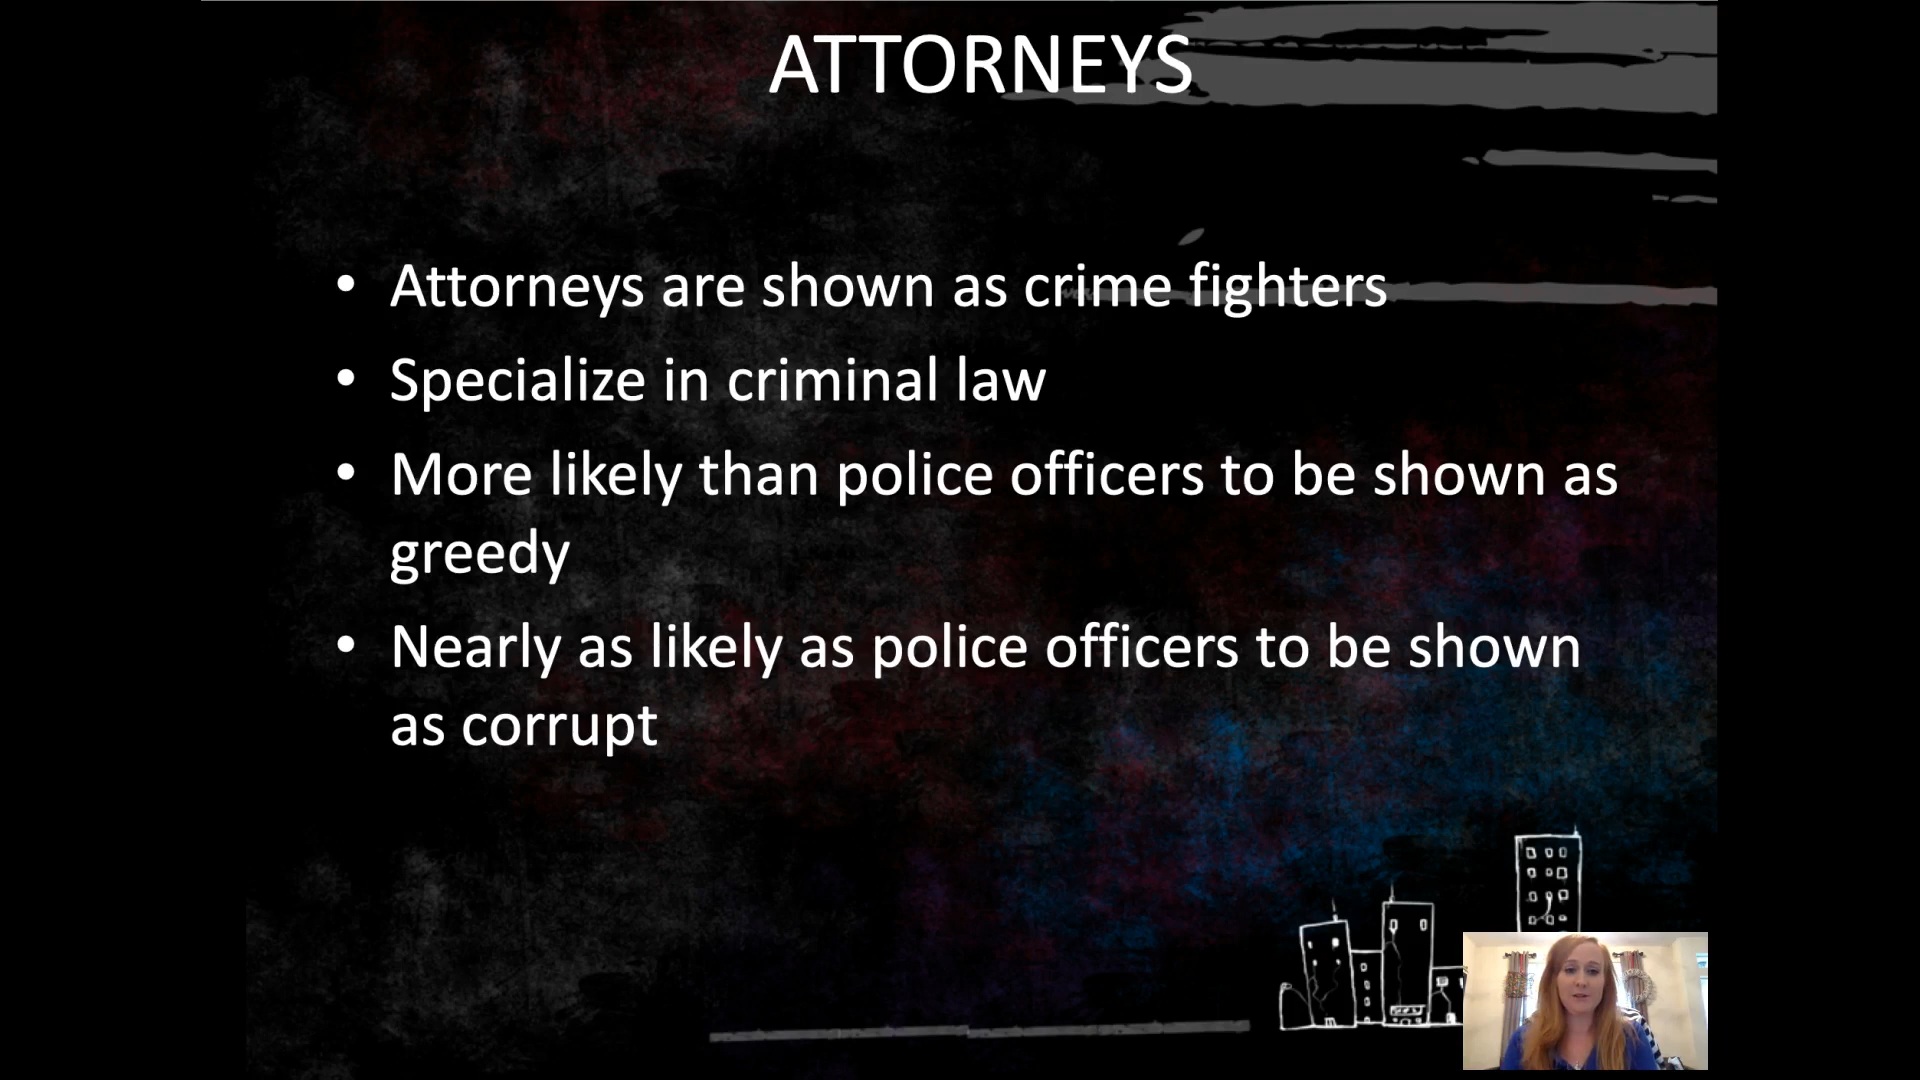 ATTORNEYS
• Attorneys are shown as crime fighters
• Specialize in criminal law
• More likely than police officers to be shown as
greedy
• Nearly as likely as police officers to be shown
as corrupt